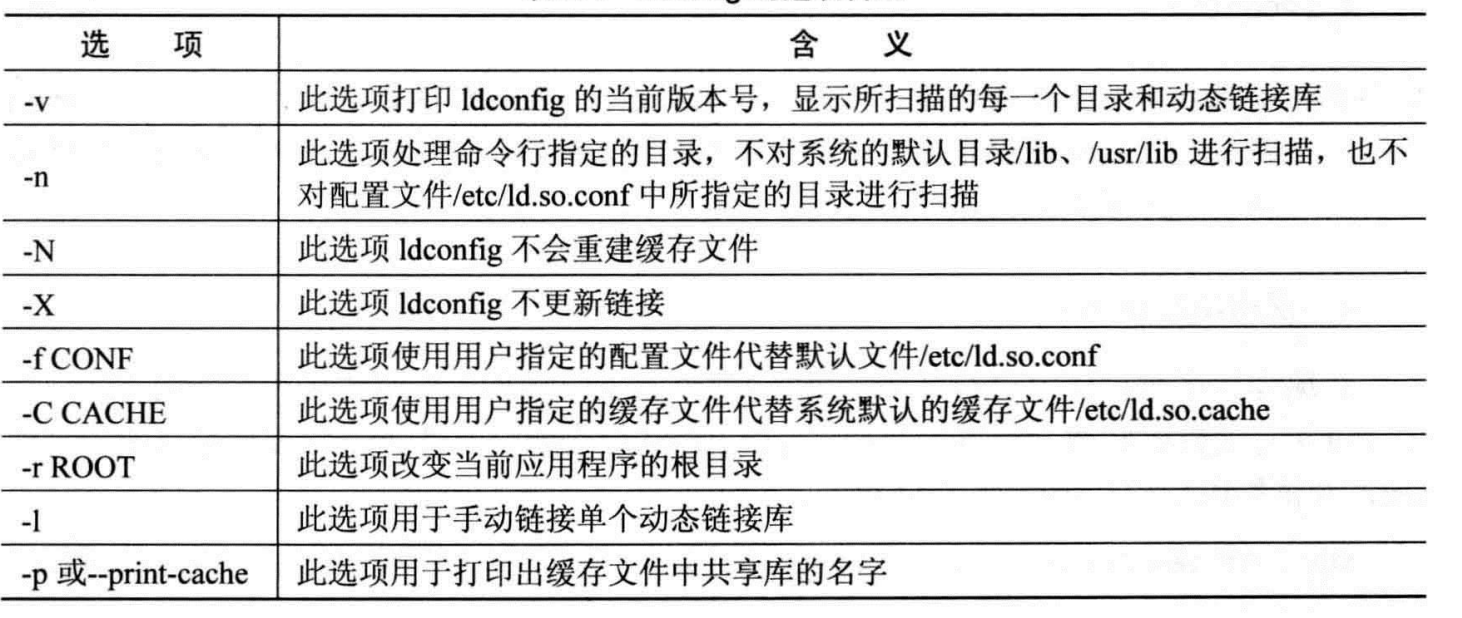 选 项 含 义
-v 此选项打印 ldconfig 的当前版本号，显示所扫描的每一个目录和动态链接库
-n 此选项处理命令行指定的目录，不对系统的默认目录/lib、/usr/lib 进行扫描，也不
对配置文件/etc/ld.so.conf 中所指定的目录进行扫描
-N 此选项 ldconfig 不会重建缓存文件
-X 此选项 ldconfig 不更新链接
-f CONF 此选项使用用户指定的配置文件代替默认文件/etc/ld.so.conf
-C CACHE 此选项使用用户指定的缓存文件代替系统默认的缓存文件/etc/ld.so.cache
-r ROOT 此选项改变当前应用程序的根目录
-l 此选项用于手动链接单个动态链接库
-p 或--print-cache 此选项用于打印出缓存文件中共享库的名字